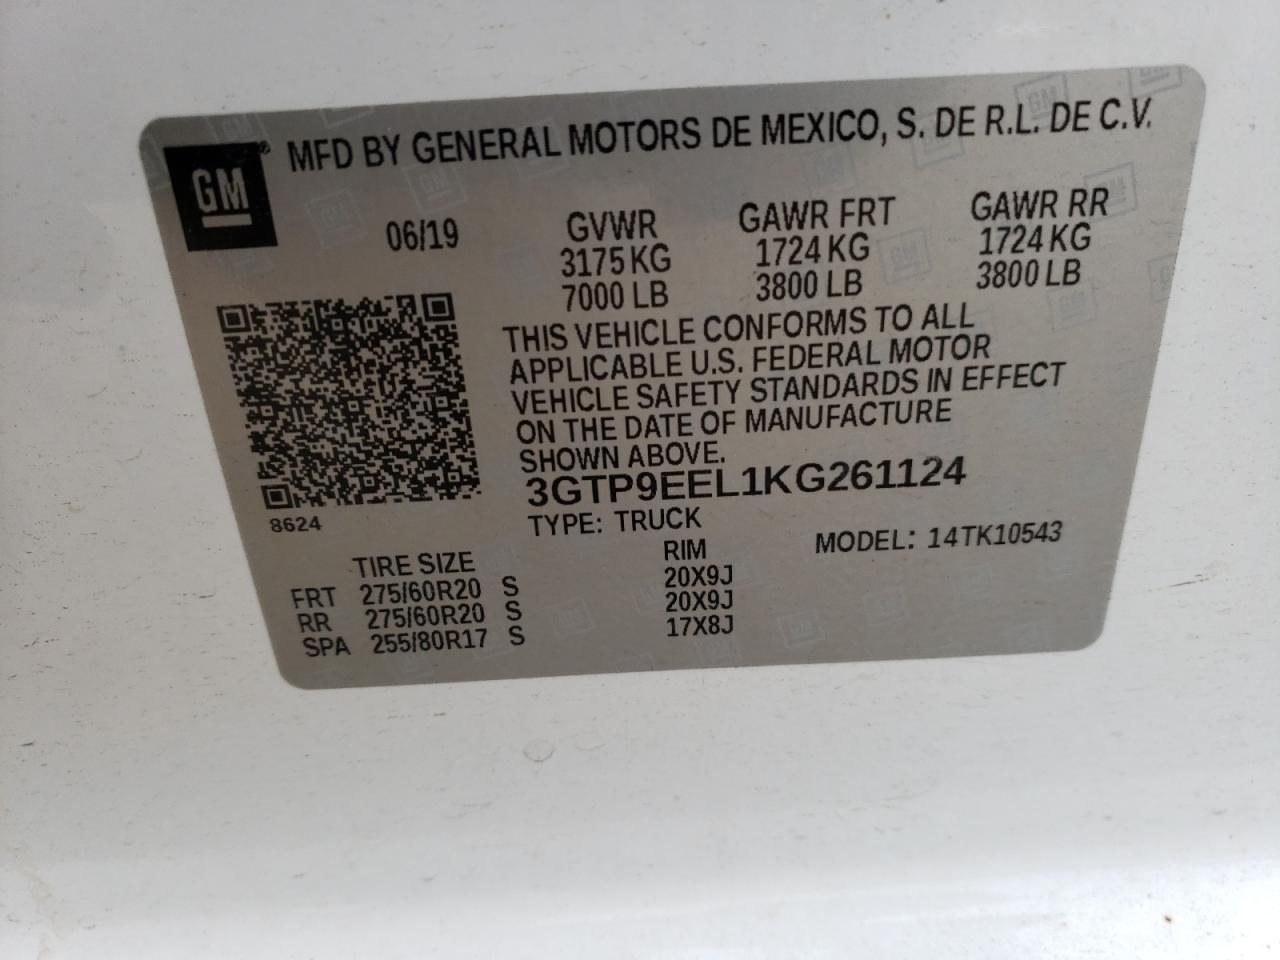 GM® MFD BY GENERAL MOTORS DE MEXICO, S. DE R.L. DE C.V.
06/19 GVWR GAWR FRT GAWR RR
3175 KG 1724 KG 1724 KG
7000 LB 3800 LB 3800 LB
THIS VEHICLE CONFORMS TO ALL
APPLICABLE U.S. FEDERAL MOTOR
VEHICLE SAFETY STANDARDS IN EFFECT
ON THE DATE OF MANUFACTURE
SHOWN ABOVE.
3GTP9EEL1KG261124
8624 TYPE: TRUCK MODEL: 14TK10543
TIRE SIZE RIM
FRT 275/60R20 S 20X9J
RR 275/60R20 S 20X9J
SPA 255/80R17 S 17X8J